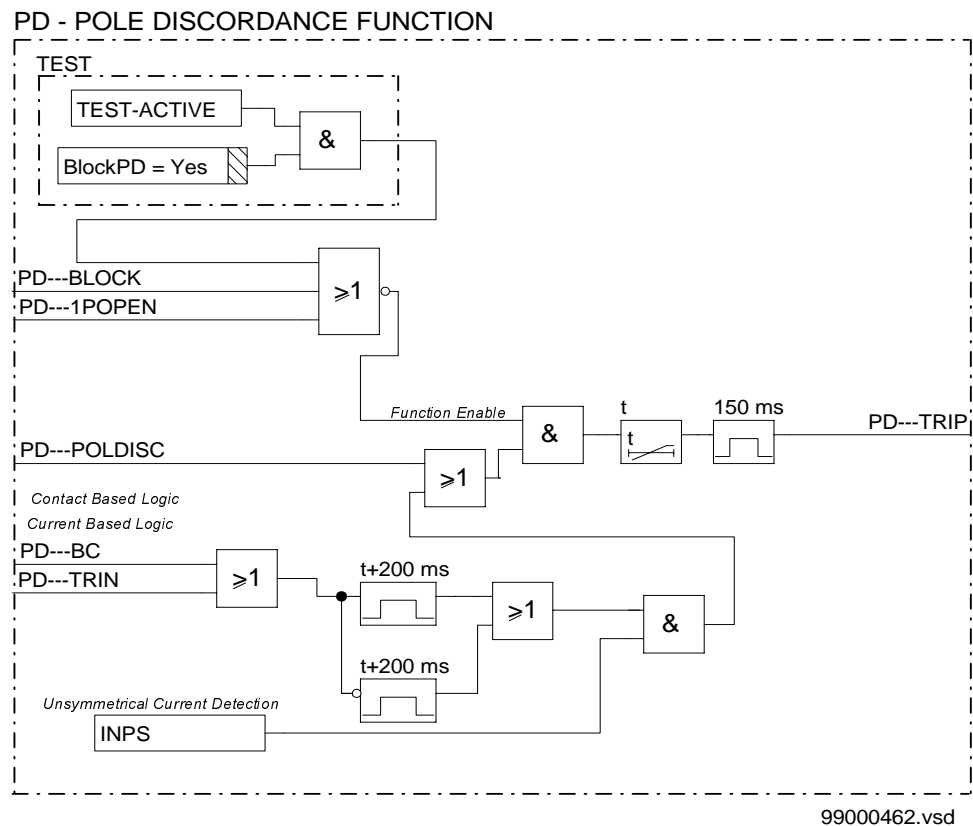 PD - POLE DISCORDANCE FUNCTION
TEST
TEST-ACTIVE
&
BlockPD = Yes
PD---BLOCK
≥1
PD---1POPEN
Function Enable
t
150 ms
PD---TRIP
&
t
PD---POLDISC
≥1
Contact Based Logic
Current Based Logic
PD---BC
PD---TRIN
≥1
t+200 ms
≥1
&
t+200 ms
Unsymmetrical Current Detection
INPS
99000462.vsd